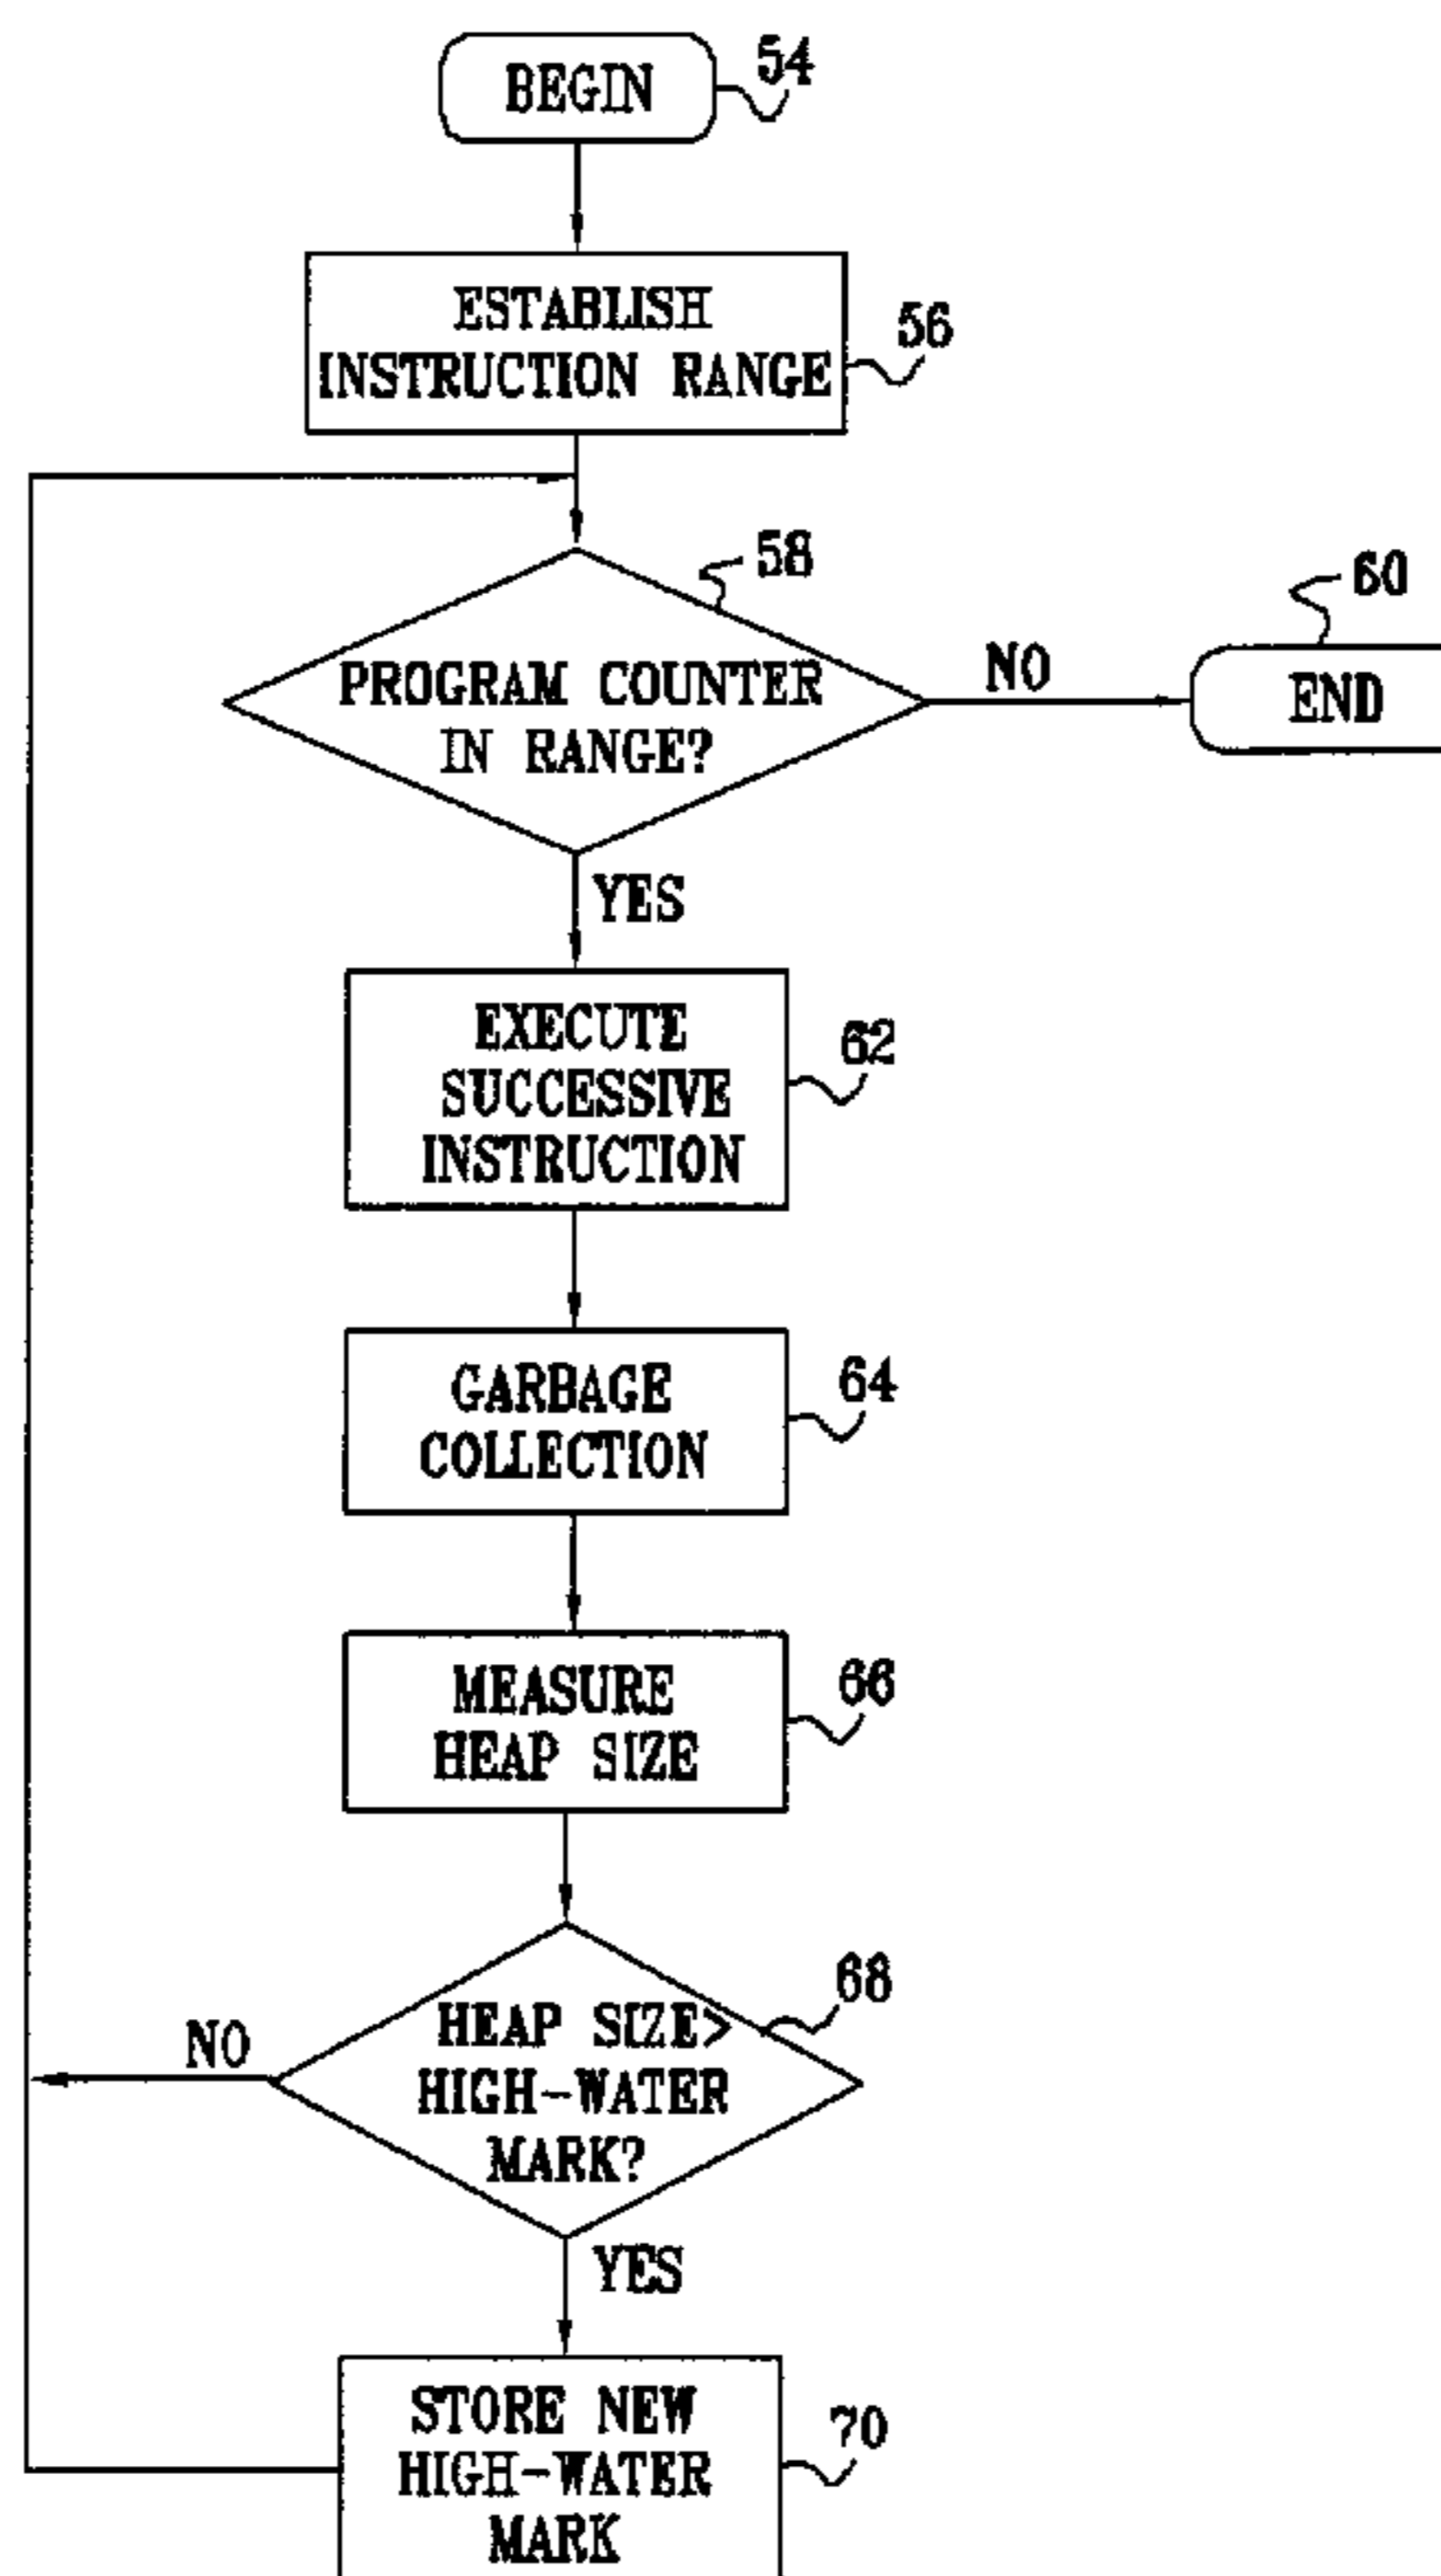 BEGIN
54
ESTABLISH
INSTRUCTION RANGE
56
58
PROGRAM COUNTER
IN RANGE?
NO
60
END
YES
EXECUTE
SUCCESSIVE
INSTRUCTION
62
GARBAGE
COLLECTION
64
MEASURE
HEAP SIZE
66
HEAP SIZE>
HIGH-WATER
MARK?
68
NO
YES
STORE NEW
HIGH-WATER
MARK
70